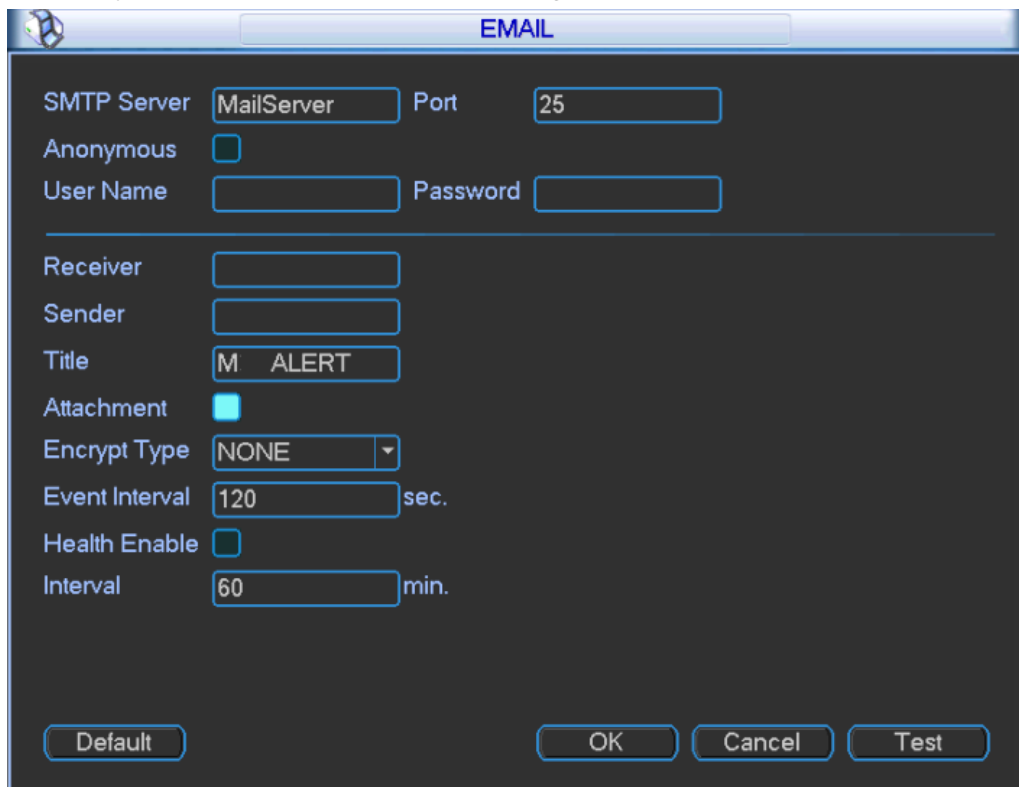 EMAIL
SMTP Server MailServer Port 25
Anonymous
User Name Password
Receiver
Sender
Title M ALERT
Attachment
Encrypt Type NONE
Event Interval 120 sec.
Health Enable
Interval 60 min.
Default OK Cancel Test